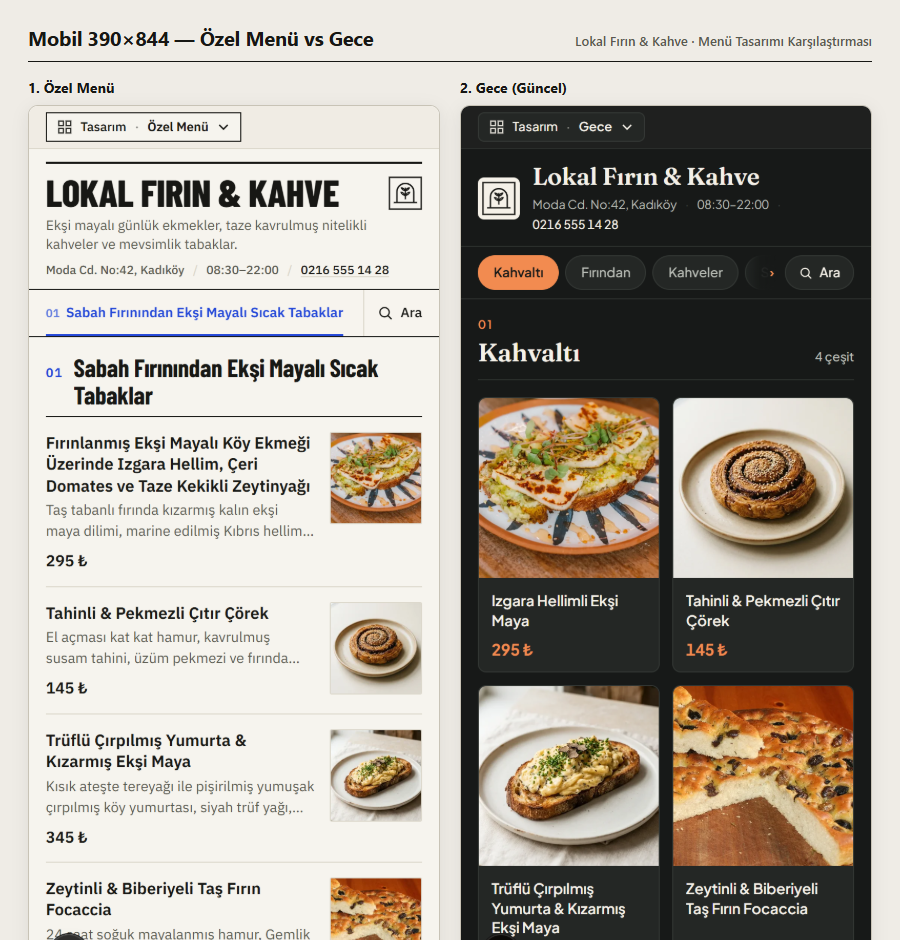 Mobil 390×844 — Özel Menü vs Gece
Lokal Fırın & Kahve · Menü Tasarımı Karşılaştırması
1. Özel Menü
Tasarım · Özel Menü
LOKAL FIRIN & KAHVE
Ekşi mayalı günlük ekmekler, taze kavrulmuş nitelikli
kahveler ve mevsimlik tabaklar.
Moda Cd. No:42, Kadıköy / 08:30–22:00 / 0216 555 14 28
01 Sabah Fırınından Ekşi Mayalı Sıcak Tabaklar
Ara
01 Sabah Fırınından Ekşi Mayalı Sıcak
Tabaklar
Fırınlanmış Ekşi Mayalı Köy Ekmeği
Üzerinde Izgara Hellim, Çeri
Domates ve Taze Kekikli Zeytinyağı
Taş tabanlı fırında kızarmış kalın ekşi
maya dilimi, marine edilmiş Kıbrıs hellim...
295 ₺
Tahinli & Pekmezli Çıtır Çörek
El açması kat kat hamur, kavrulmuş
susam tahini, üzüm pekmezi ve fırında...
145 ₺
Trüflü Çırpılmış Yumurta &
Kızarmış Ekşi Maya
Kısık ateşte tereyağı ile pişirilmiş yumuşak
çırpılmış köy yumurtası, siyah trüf yağı,...
345 ₺
Zeytinli & Biberiyeli Taş Fırın
Focaccia
soğuk mayalanmış hamur, Gemlik
2. Gece (Güncel)
Tasarım · Gece
Lokal Fırın & Kahve
Moda Cd. No:42, Kadıköy · 08:30–22:00 ·
0216 555 14 28
Kahvaltı
Fırından
Kahveler
Ara
01
Kahvaltı
4 çeşit
Izgara Hellimli Ekşi
Maya
295 ₺
Tahinli & Pekmezli Çıtır
Çörek
145 ₺
Trüflü Çırpılmış
Yumurta & Kızarmış
Ekşi Maya
Zeytinli & Biberiyeli
Taş Fırın Focaccia